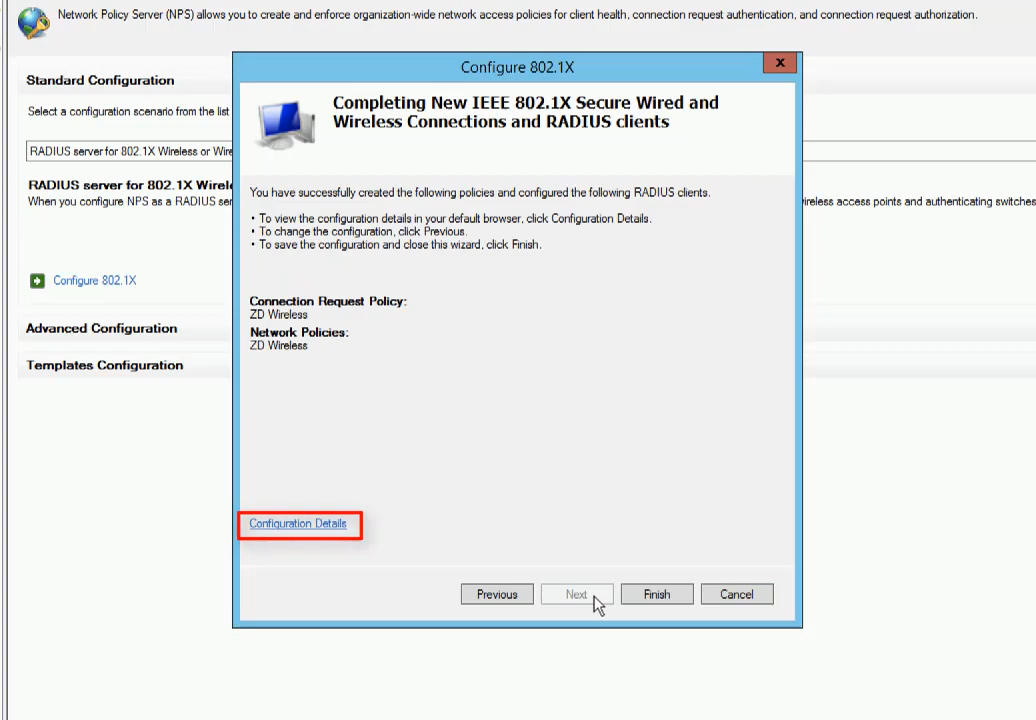 Network Policy Server (NPS) allows you to create and enforce organization-wide network access policies for client health, connection request authentication, and connection request authorization.
Standard Configuration
Select a configuration scenario from the list
RADIUS server for 802.1X Wireless or
RADIUS server for 802.1X
When you configure NPS as a RADIUS
access points and authenticating switches
Configure 802.1X
Advanced Configuration
Templates Configuration
Configure 802.1X
x
Completing New IEEE 802.1X Secure Wired and
Wireless Connections and RADIUS clients
You have successfully created the following policies and configured the following RADIUS clients.
• To view the configuration details in your default browser, click Configuration Details.
• To change the configuration, click Previous.
• To save the configuration and close this wizard, click Finish.
Connection Request Policy:
ZD Wireless
Network Policies:
ZD Wireless
Configuration Details
Previous
Next
Finish
Cancel